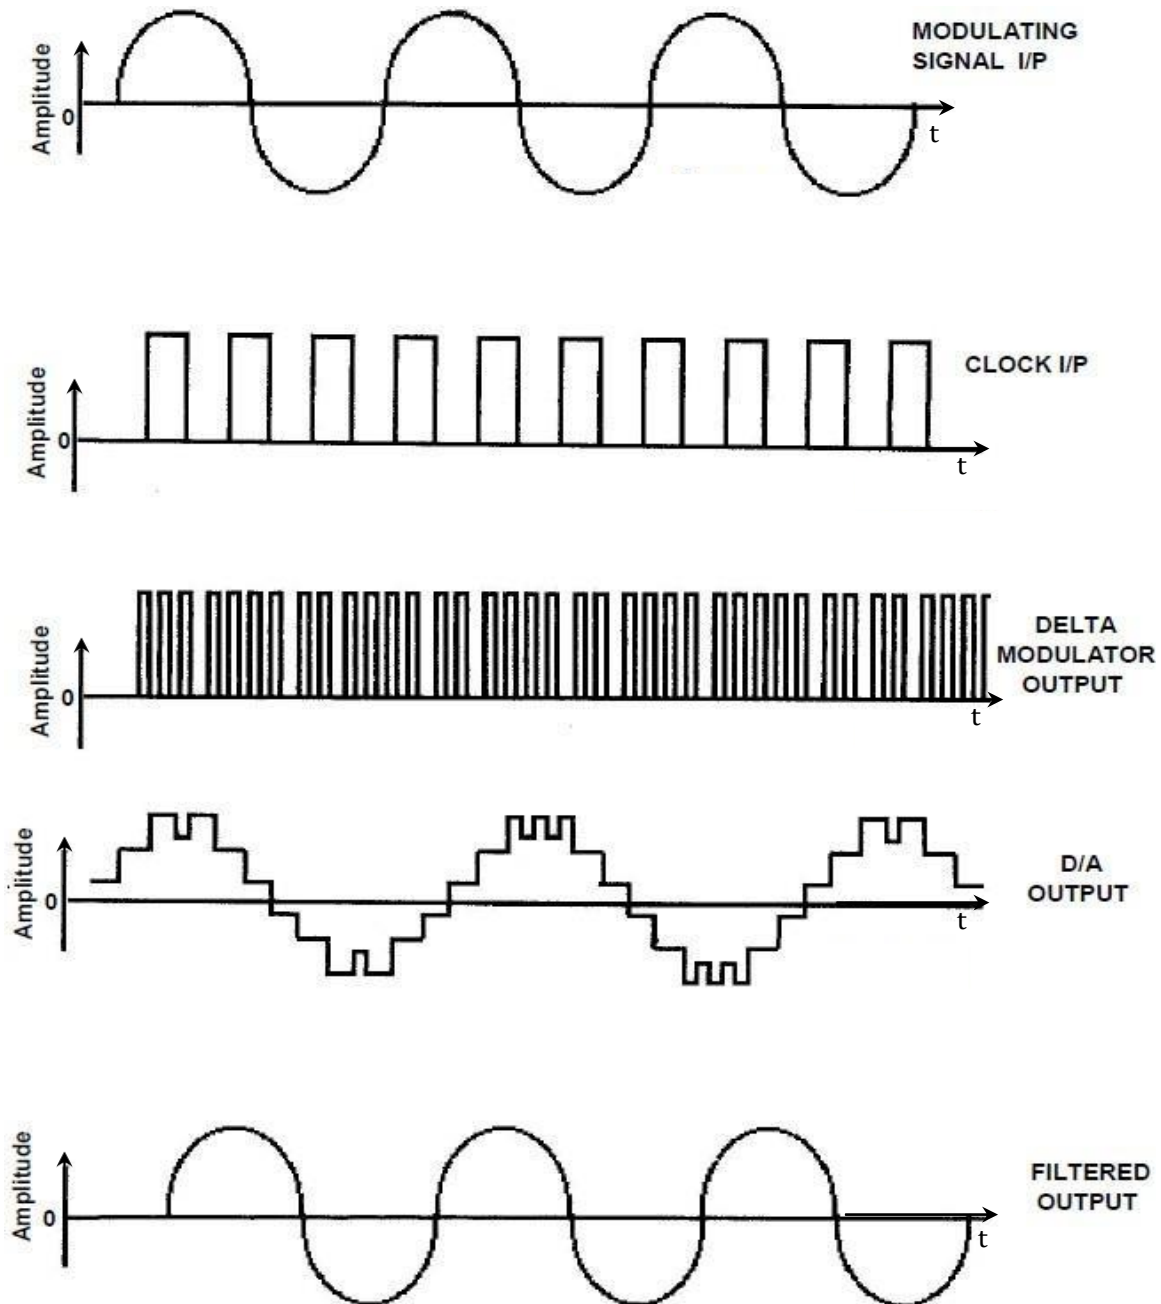 MODULATING
SIGNAL I/P
Amplitude
0
t
CLOCK I/P
Amplitude
0
t
DELTA
MODULATOR
OUTPUT
Amplitude
0
t
D/A
OUTPUT
Amplitude
0
t
FILTERED
OUTPUT
Amplitude
0
t